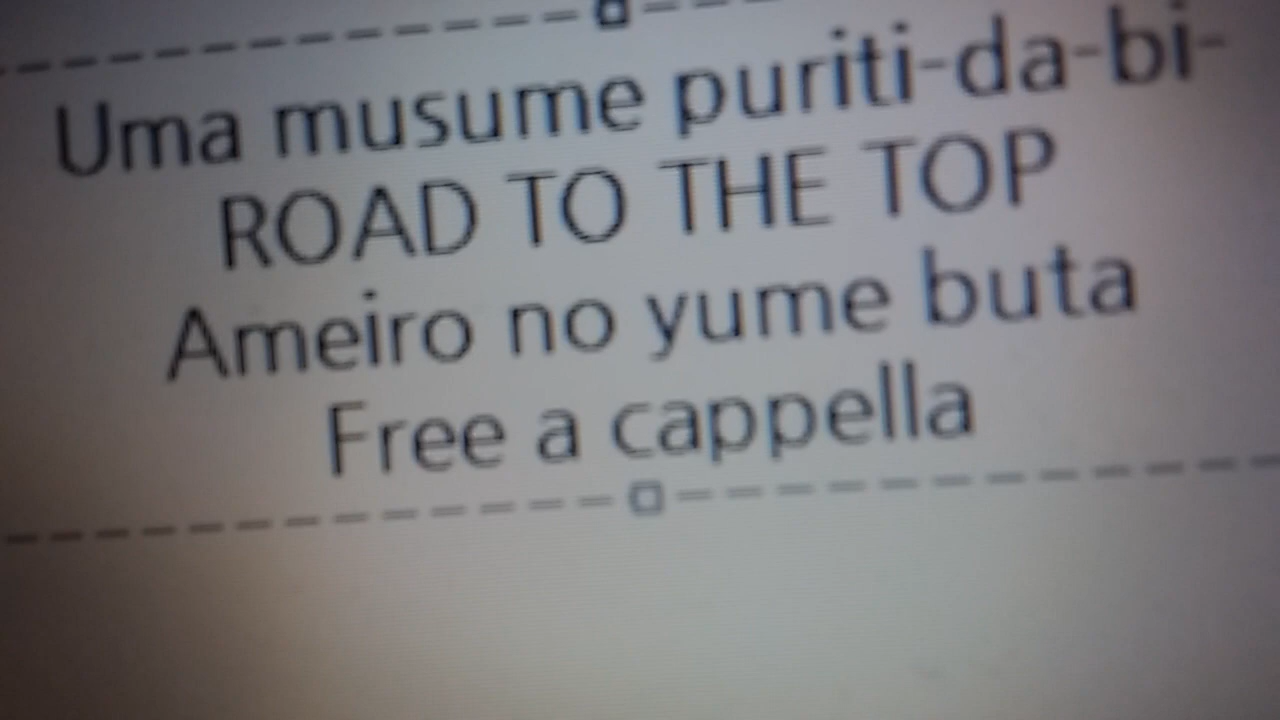 Uma musume puriti-da-bi-
ROAD TO THE TOP
Ameiro no yume buta
Free a cappella